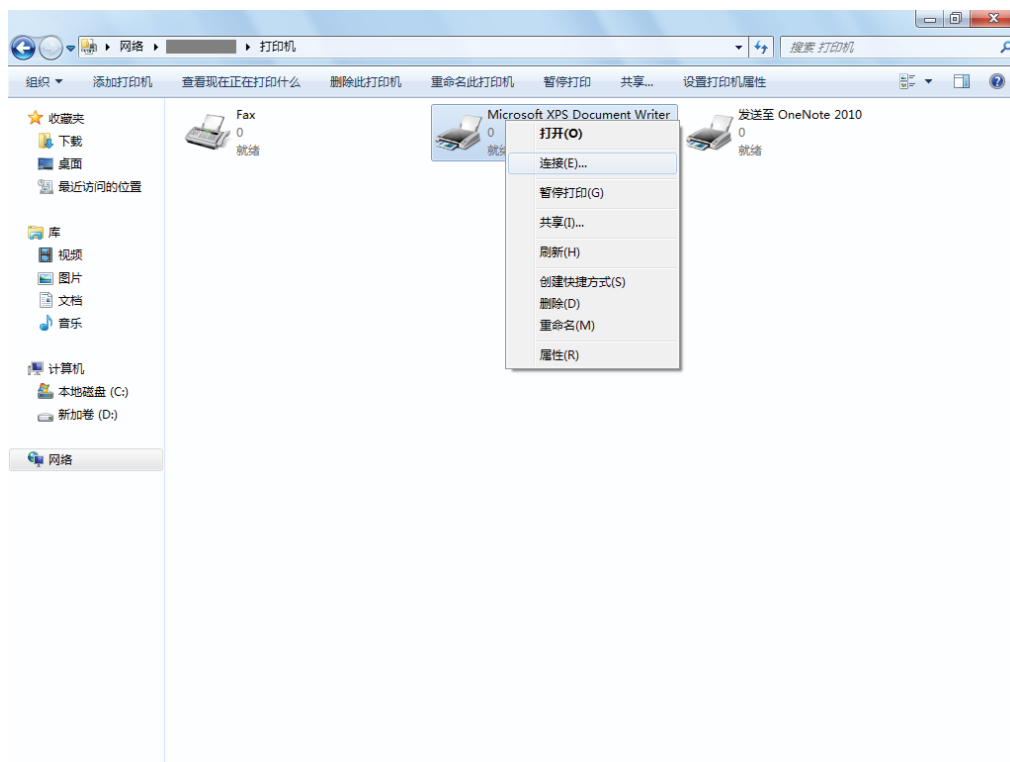 网络 打印机 搜索 打印机
组织 添加打印机 查看现在正在打印什么 删除此打印机 重命名此打印机 暂停打印 共享... 设置打印机属性
收藏夹
下载
桌面
最近访问的位置
库
视频
图片
文档
音乐
计算机
本地磁盘 (C:)
新加卷 (D:)
网络
Fax
0
就绪
Microsoft XPS Document Writer
0
发送至 OneNote 2010
0
就绪
打开(O)
连接(E)...
暂停打印(G)
共享(I)...
刷新(H)
创建快捷方式(S)
删除(D)
重命名(M)
属性(R)